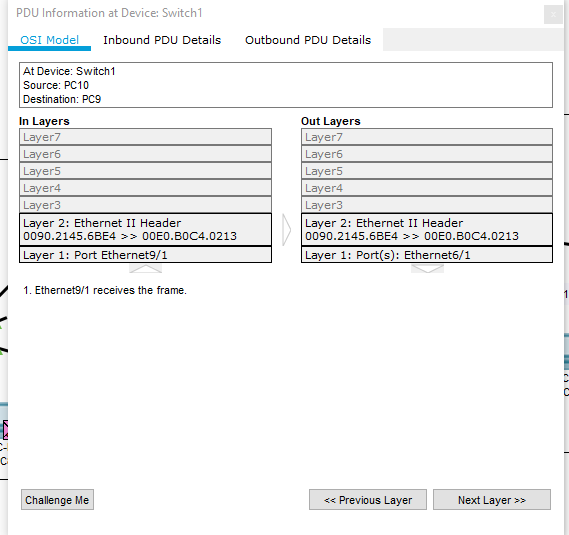 PDU Information at Device: Switch1
x
OSI Model Inbound PDU Details Outbound PDU Details
At Device: Switch1
Source: PC10
Destination: PC9
In Layers
Layer7
Layer6
Layer5
Layer4
Layer3
Layer 2: Ethernet II Header
0090.2145.6BE4 >> 00E0.B0C4.0213
Layer 1: Port Ethernet9/1
Out Layers
Layer7
Layer6
Layer5
Layer4
Layer3
Layer 2: Ethernet II Header
0090.2145.6BE4 >> 00E0.B0C4.0213
Layer 1: Port(s): Ethernet6/1
1. Ethernet9/1 receives the frame.
Challenge Me << Previous Layer Next Layer >>